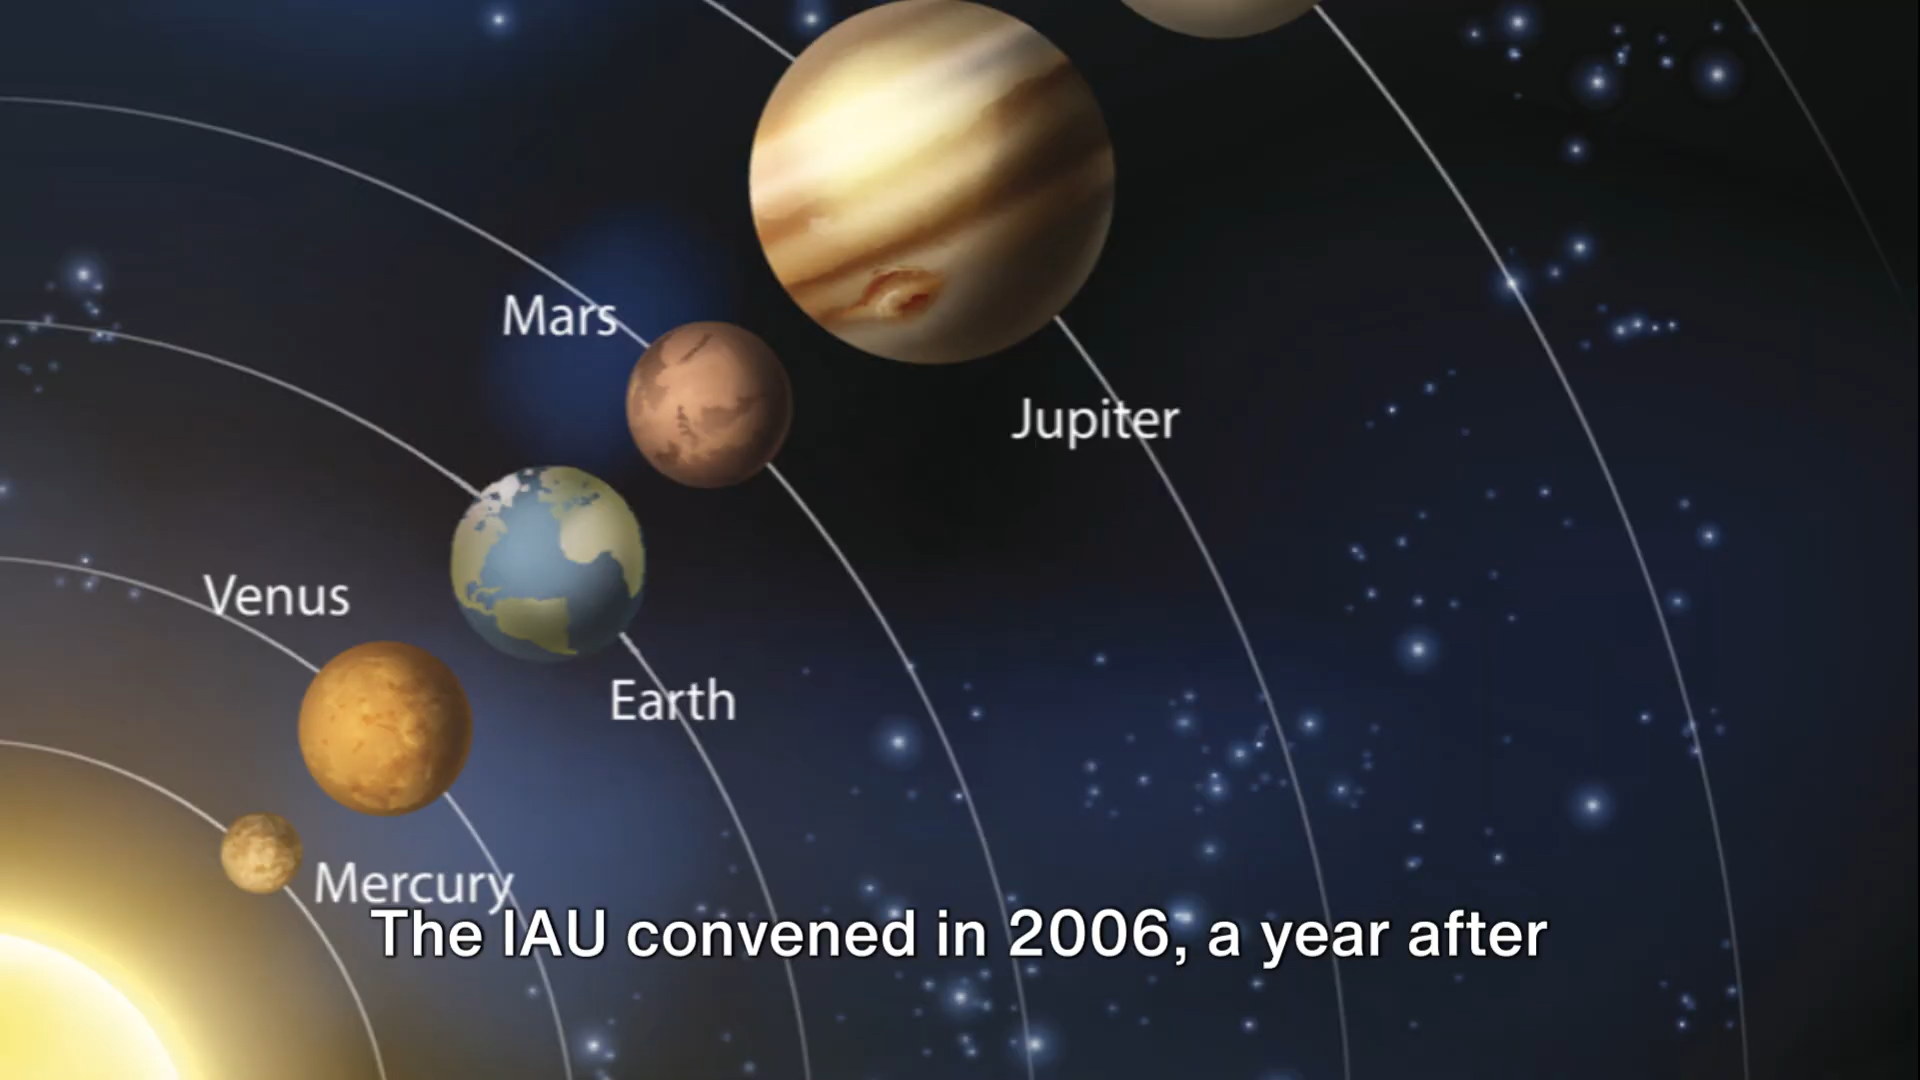 Mars
Jupiter
Venus
Earth
Mercury
The IAU convened in 2006, a year after